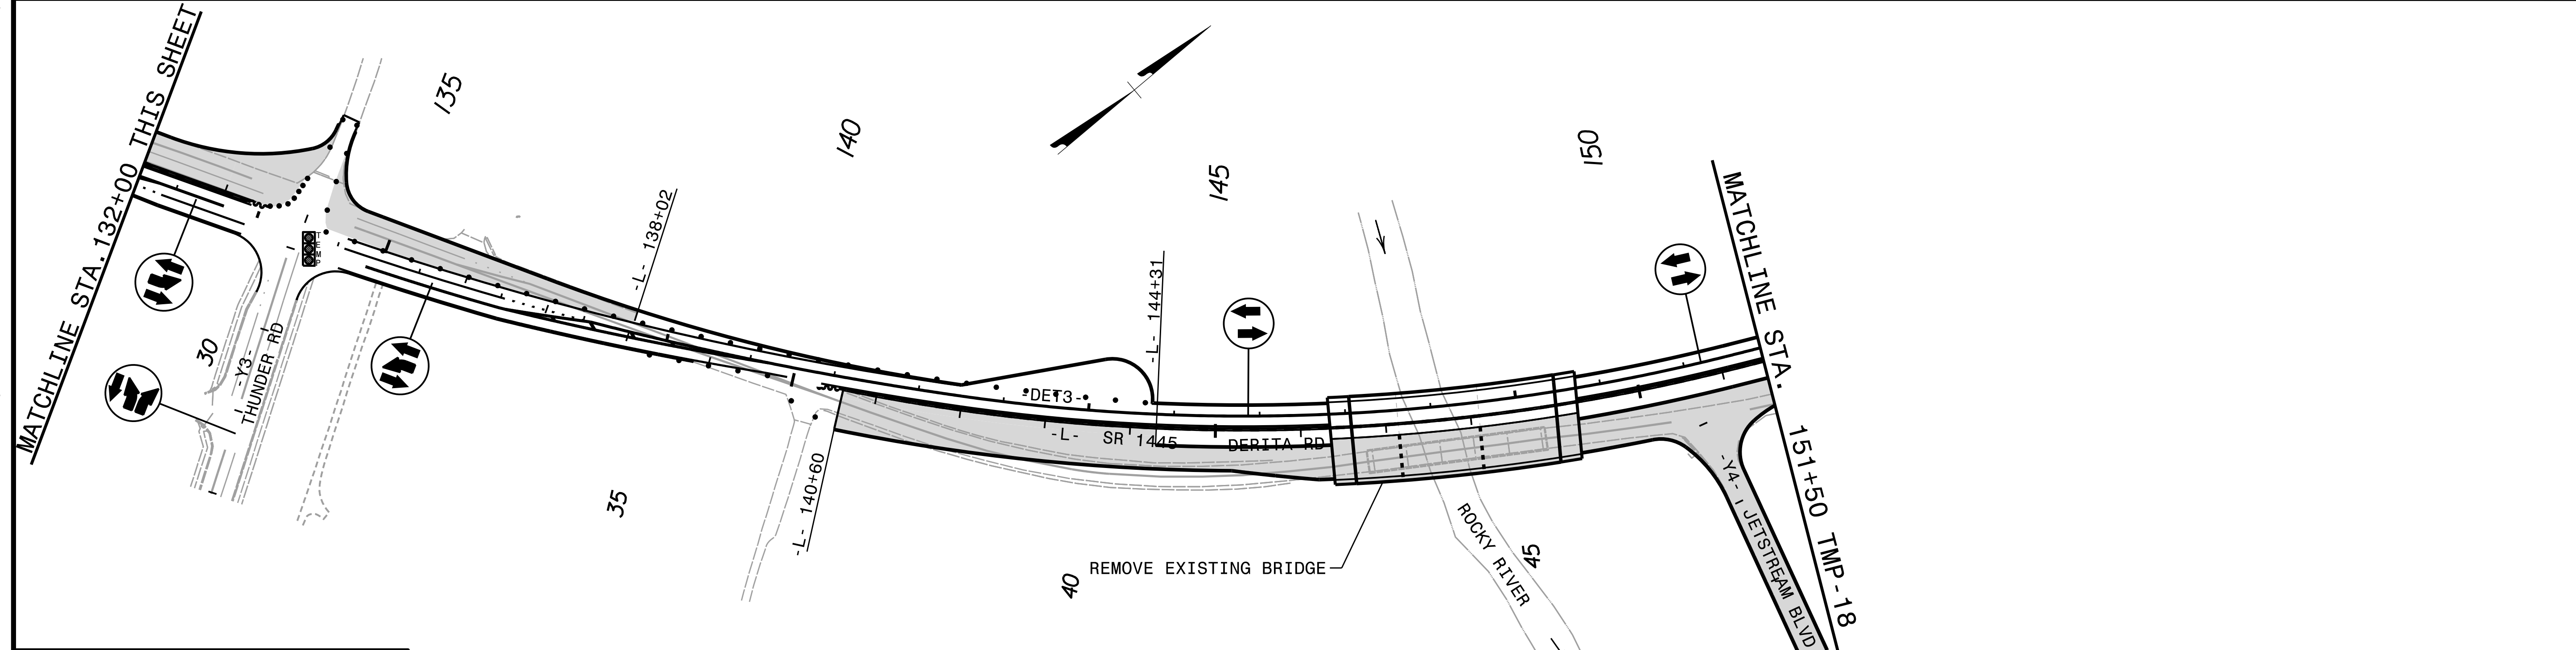 MATCHLINE STA. 132+00 THIS SHEET
135
140
145
150
-L- 138+02
-L- 144+31
TEMP
30
-Y3-
THUNDER RD
-DET3-
-L- SR 1445 DERITA RD
-L- 140+60
35
40
45
REMOVE EXISTING BRIDGE
ROCKY RIVER
-Y4- JETSTREAM BLVD
MATCHLINE STA. 151+50 TMP-18